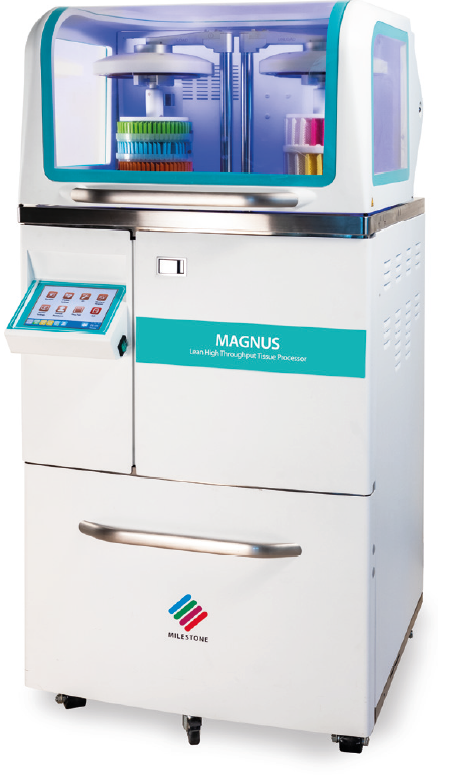 MAGNUS
Lean High Throughput Tissue Processor
MILESTONE